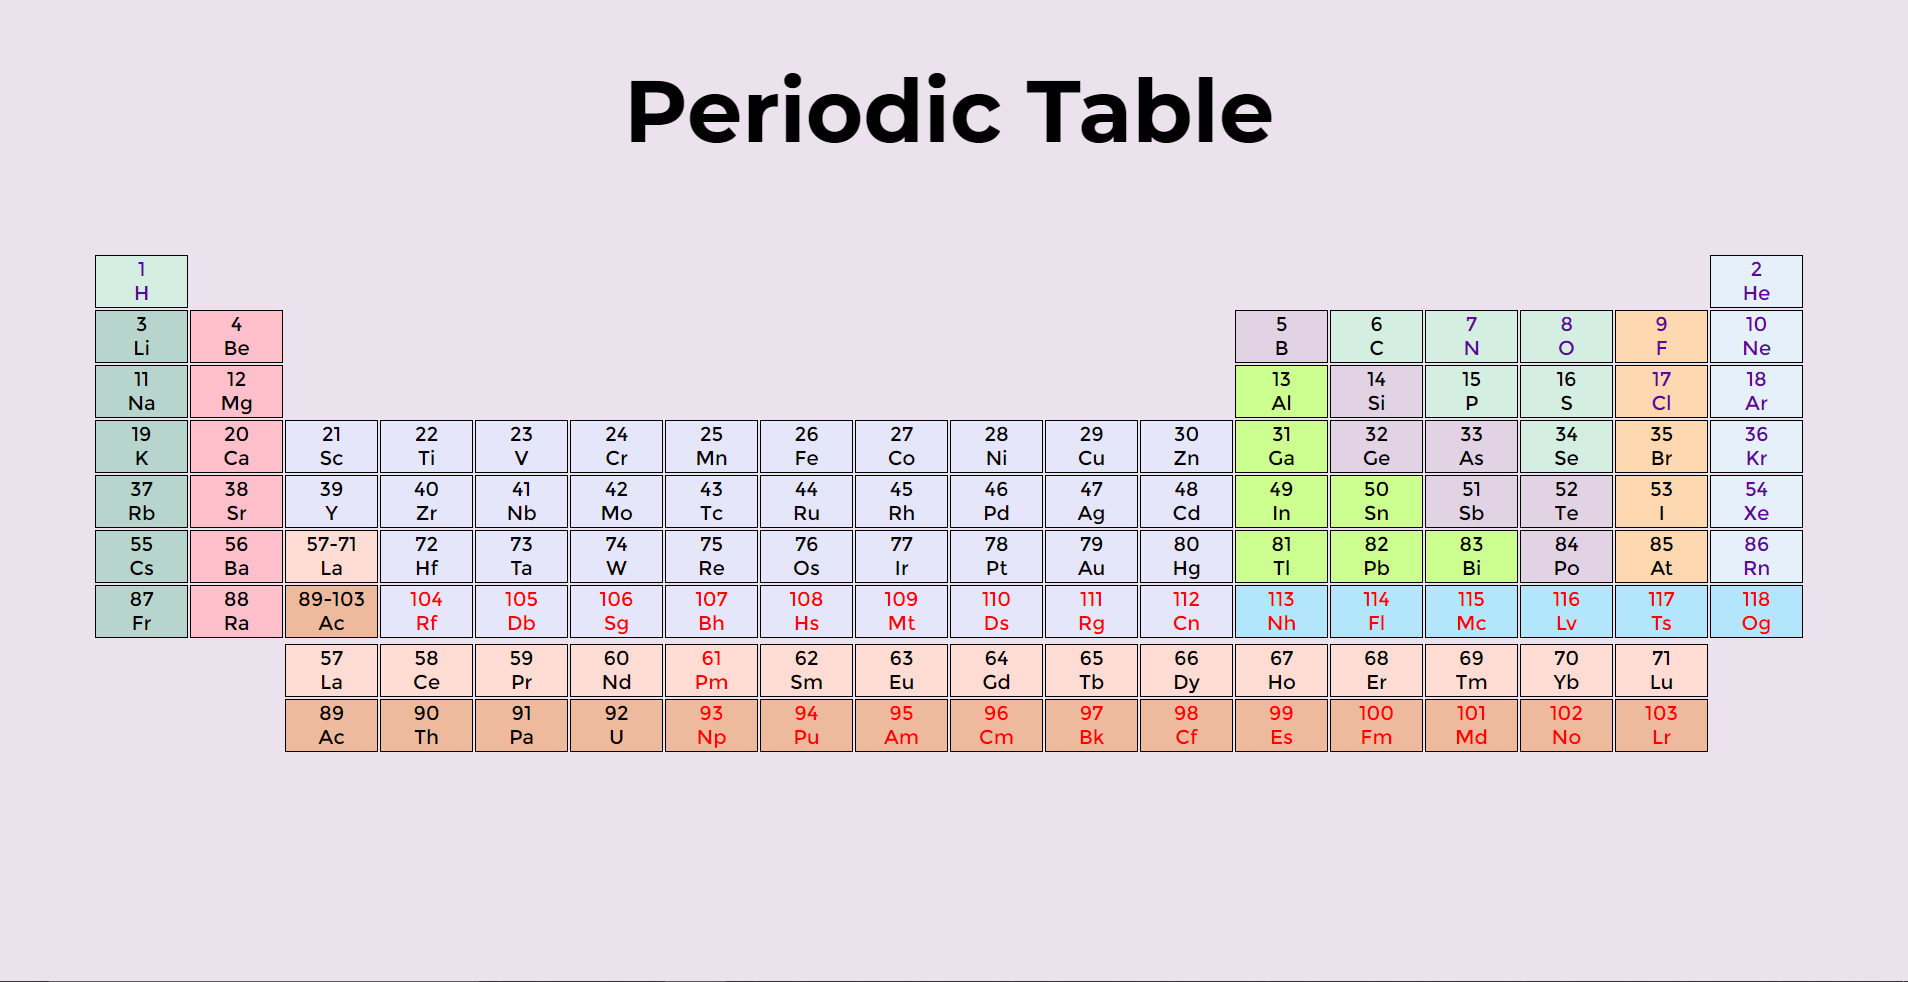 Periodic Table
1 2
H He
3 4 5 6 7 8 9 10
Li Be B C N O F Ne
11 12 13 14 15 16 17 18
Na Mg Al Si P S Cl Ar
19 20 21 22 23 24 25 26 27 28 29 30 31 32 33 34 35 36
K Ca Sc Ti V Cr Mn Fe Co Ni Cu Zn Ga Ge As Se Br Kr
37 38 39 40 41 42 43 44 45 46 47 48 49 50 51 52 53 54
Rb Sr Y Zr Nb Mo Tc Ru Rh Pd Ag Cd In Sn Sb Te I Xe
55 56 57-71 72 73 74 75 76 77 78 79 80 81 82 83 84 85 86
Cs Ba La Hf Ta W Re Os Ir Pt Au Hg Tl Pb Bi Po At Rn
87 88 89-103 104 105 106 107 108 109 110 111 112 113 114 115 116 117 118
Fr Ra Ac Rf Db Sg Bh Hs Mt Ds Rg Cn Nh Fl Mc Lv Ts Og
57 58 59 60 61 62 63 64 65 66 67 68 69 70 71
La Ce Pr Nd Pm Sm Eu Gd Tb Dy Ho Er Tm Yb Lu
89 90 91 92 93 94 95 96 97 98 99 100 101 102 103
Ac Th Pa U Np Pu Am Cm Bk Cf Es Fm Md No Lr